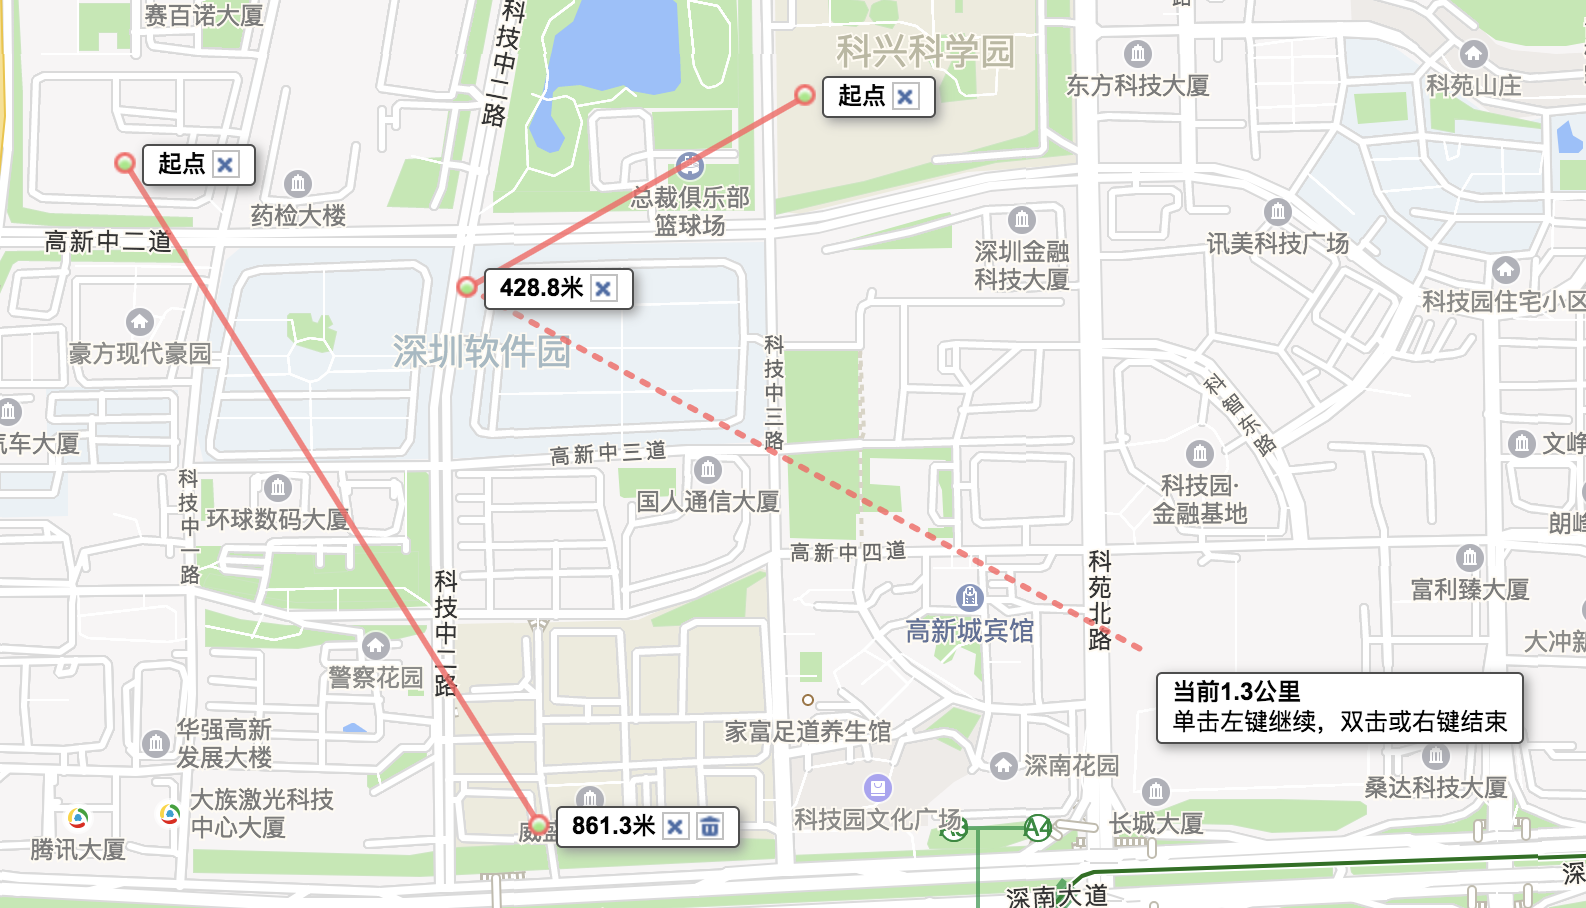 赛百诺大厦
科技中二路
科兴科学园
东方科技大厦
科苑山庄
路
起点
起点
药检大楼
总裁俱乐部
篮球场
高新中二道
深圳金融
科技大厦
讯美科技广场
科技园住宅小区
428.8米
深圳软件园
豪方现代豪园
科技中三路
科智东路
汽车大厦
高新中三道
国人通信大厦
文峥
科技园·
金融基地
科技中一路
环球数码大厦
朗峰
高新中四道
科苑北路
富利臻大厦
科技中二路
高新城宾馆
大冲新
警察花园
当前1.3公里
单击左键继续，双击或右键结束
华强高新
发展大楼
家富足道养生馆
深南花园
桑达科技大厦
大族激光科技
中心大厦
科技园文化广场
A3
A4
长城大厦
861.3米
威盛
腾讯大厦
深南大道
深